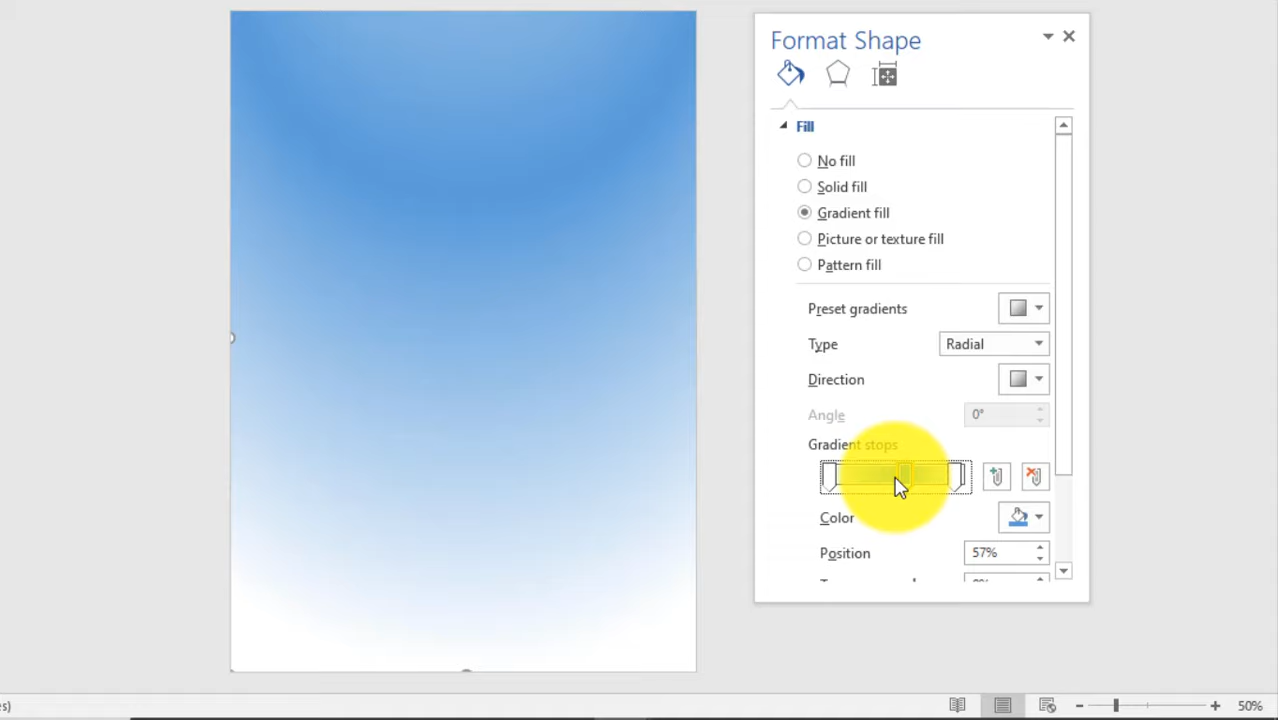 Format Shape
Fill
No fill
Solid fill
Gradient fill
Picture or texture fill
Pattern fill
Preset gradients
Type Radial
Direction
Angle 0°
Gradient stops
Color
Position 57%
50%